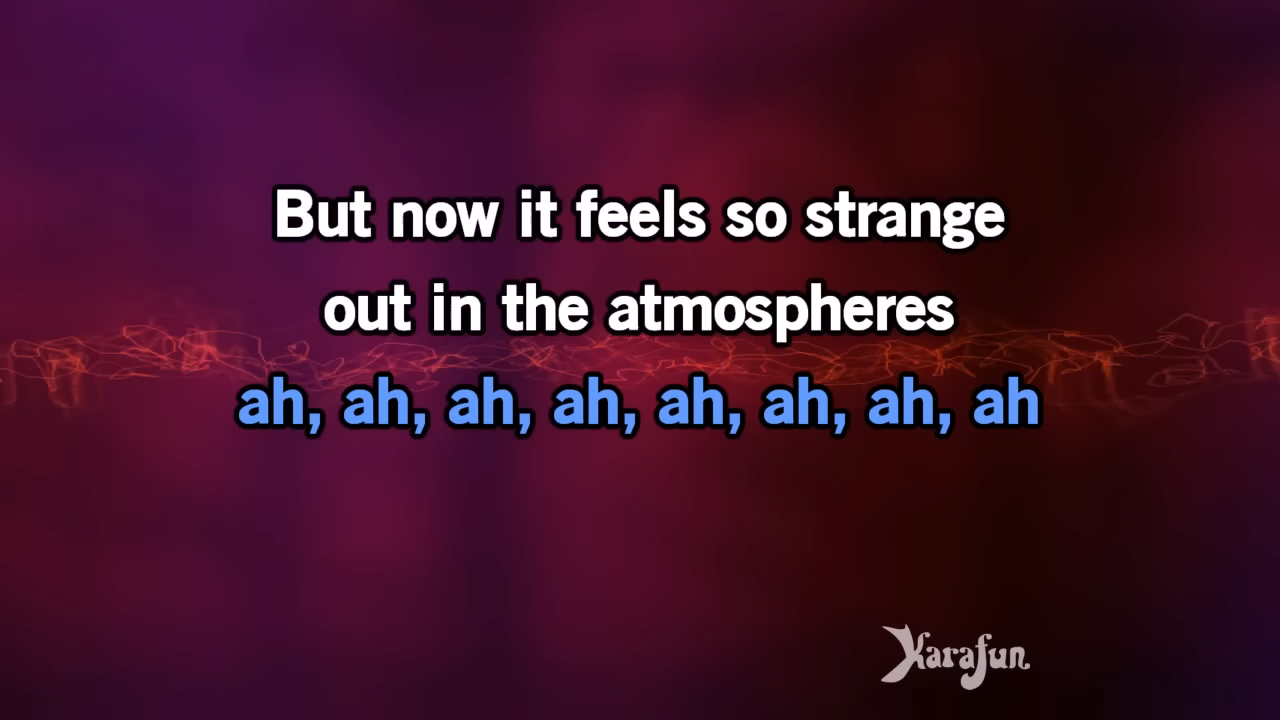 But now it feels so strange
out in the atmospheres
ah, ah, ah, ah, ah, ah, ah, ah
Karafun